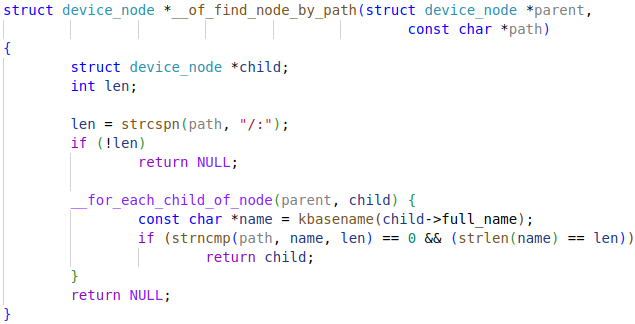 struct device_node *__of_find_node_by_path(struct device_node *parent,
                                                const char *path)
{
        struct device_node *child;
        int len;

        len = strcspn(path, "/:");
        if (!len)
                return NULL;

        __for_each_child_of_node(parent, child) {
                const char *name = kbasename(child->full_name);
                if (strncmp(path, name, len) == 0 && (strlen(name) == len))
                        return child;
        }
        return NULL;
}